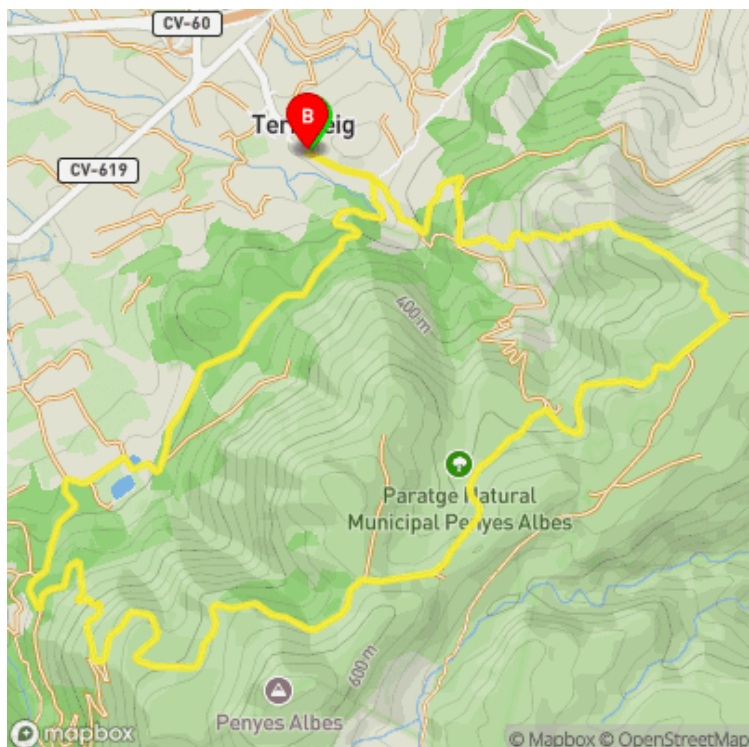 CV-60
B
CV-619
400 m
Paratge Natural
Municipal Penyes Albes
600 m
Penyes Albes
mapbox
© Mapbox © OpenStreetMap